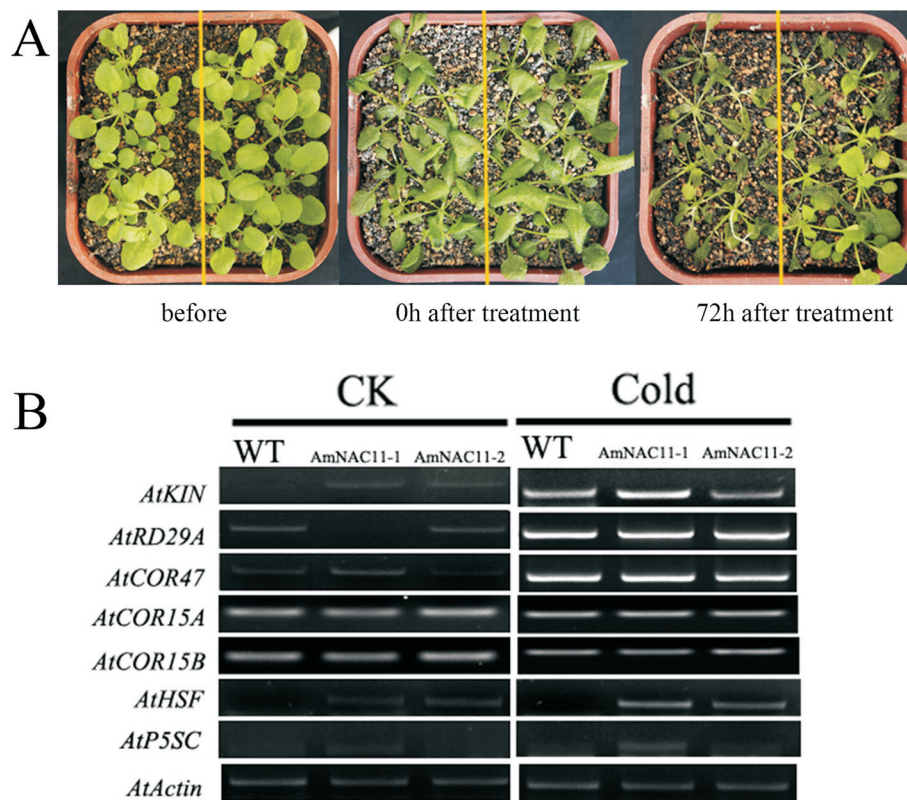 A
before 0h after treatment 72h after treatment
B
CK Cold
WT AmNAC11-1 AmNAC11-2 WT AmNAC11-1 AmNAC11-2
AtKIN
AtRD29A
AtCOR47
AtCOR15A
AtCOR15B
AtHSF
AtP5SC
AtActin